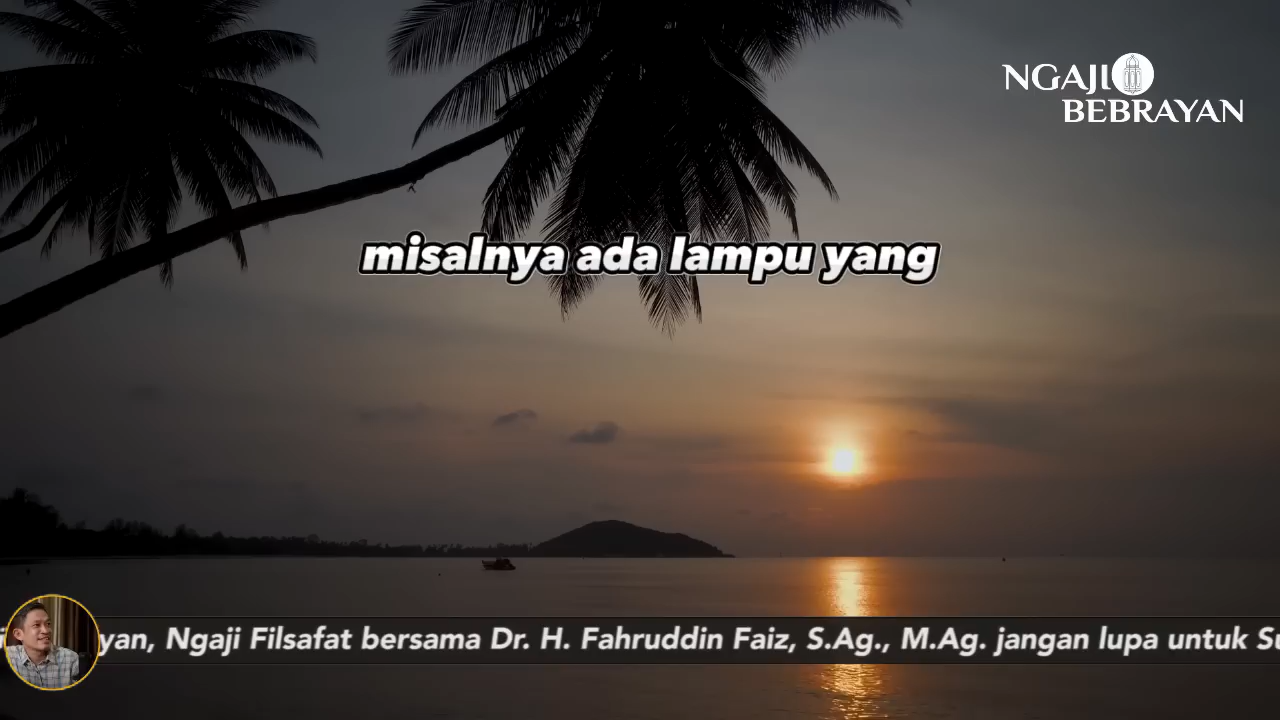 NGAJI
BEBRAYAN
misalnya ada lampu yang
yan, Ngaji Filsafat bersama Dr. H. Fahruddin Faiz, S.Ag., M.Ag. jangan lupa untuk